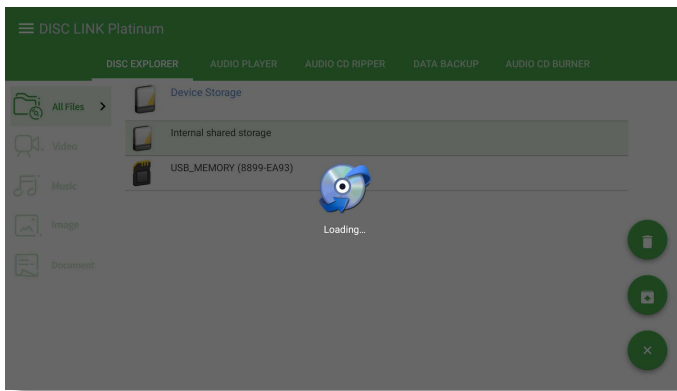 DISC LINK Platinum
DISC EXPLORER AUDIO PLAYER AUDIO CD RIPPER DATA BACKUP AUDIO CD BURNER
All Files
Device Storage
Internal shared storage
Video
USB_MEMORY (8899-EA93)
Music
Image
Loading...
Document